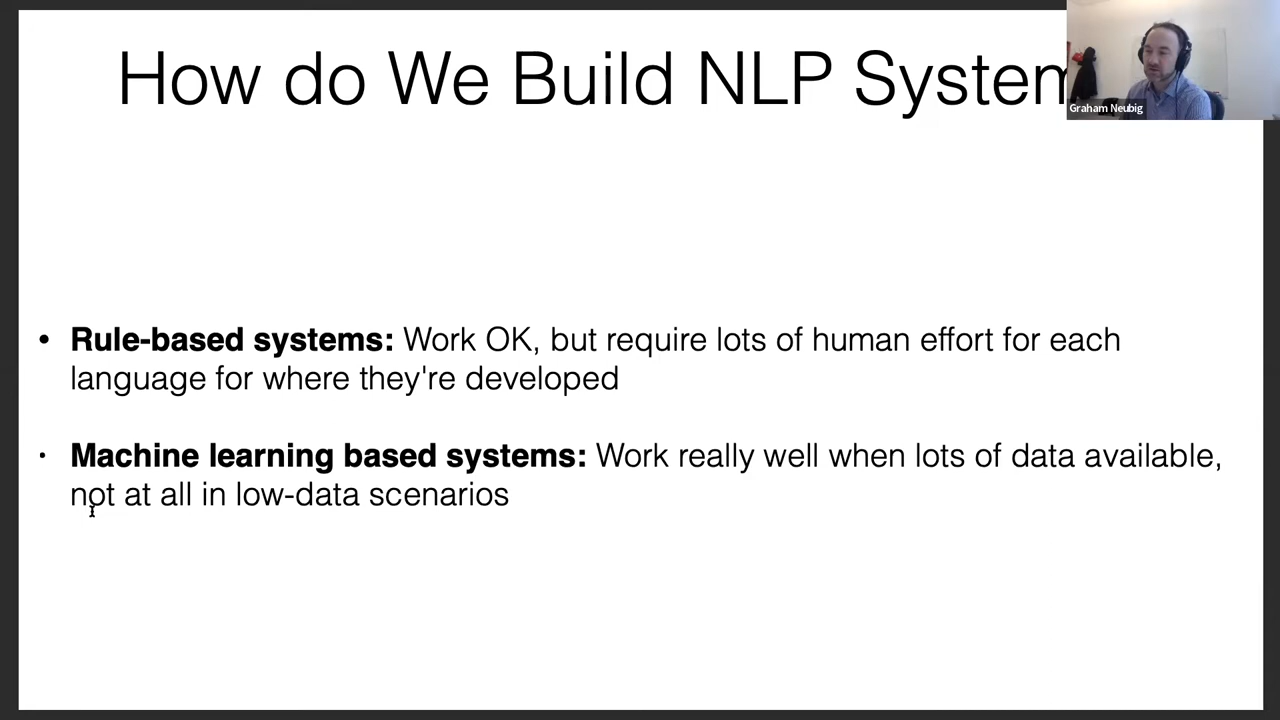 How do We Build NLP System
Graham Neubig
• Rule-based systems: Work OK, but require lots of human effort for each
language for where they're developed
• Machine learning based systems: Work really well when lots of data available,
not at all in low-data scenarios